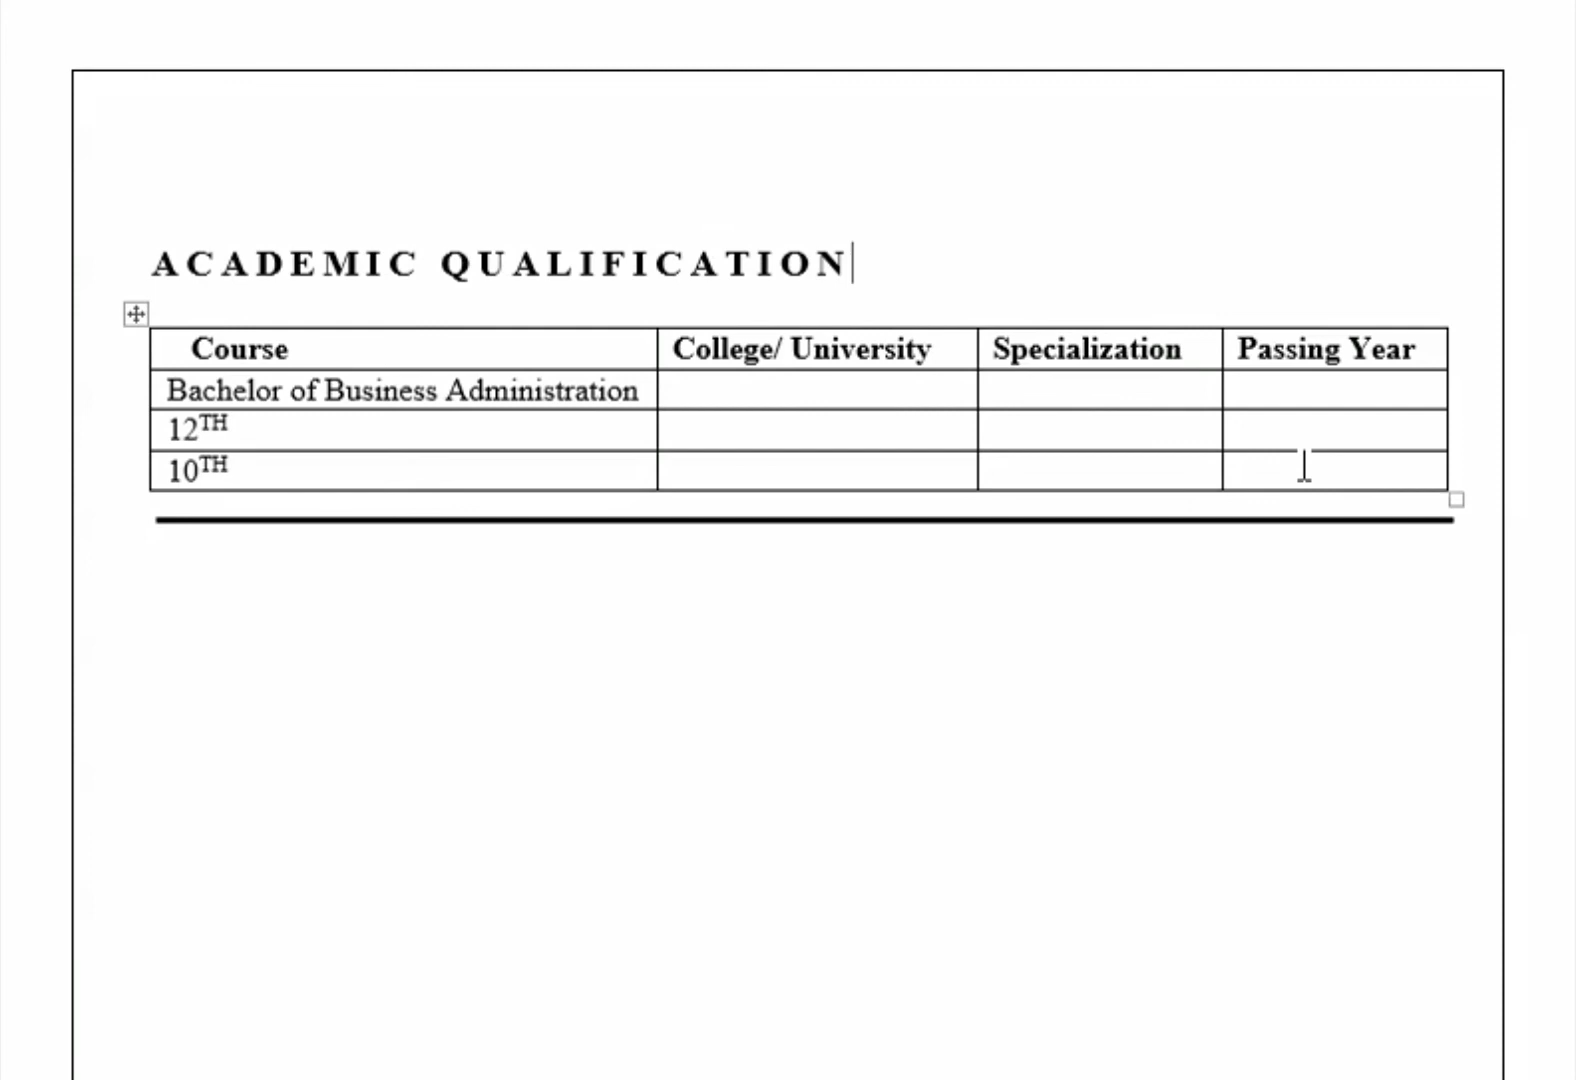 ACADEMIC QUALIFICATION
Course College/ University Specialization Passing Year
Bachelor of Business Administration
12TH
10TH